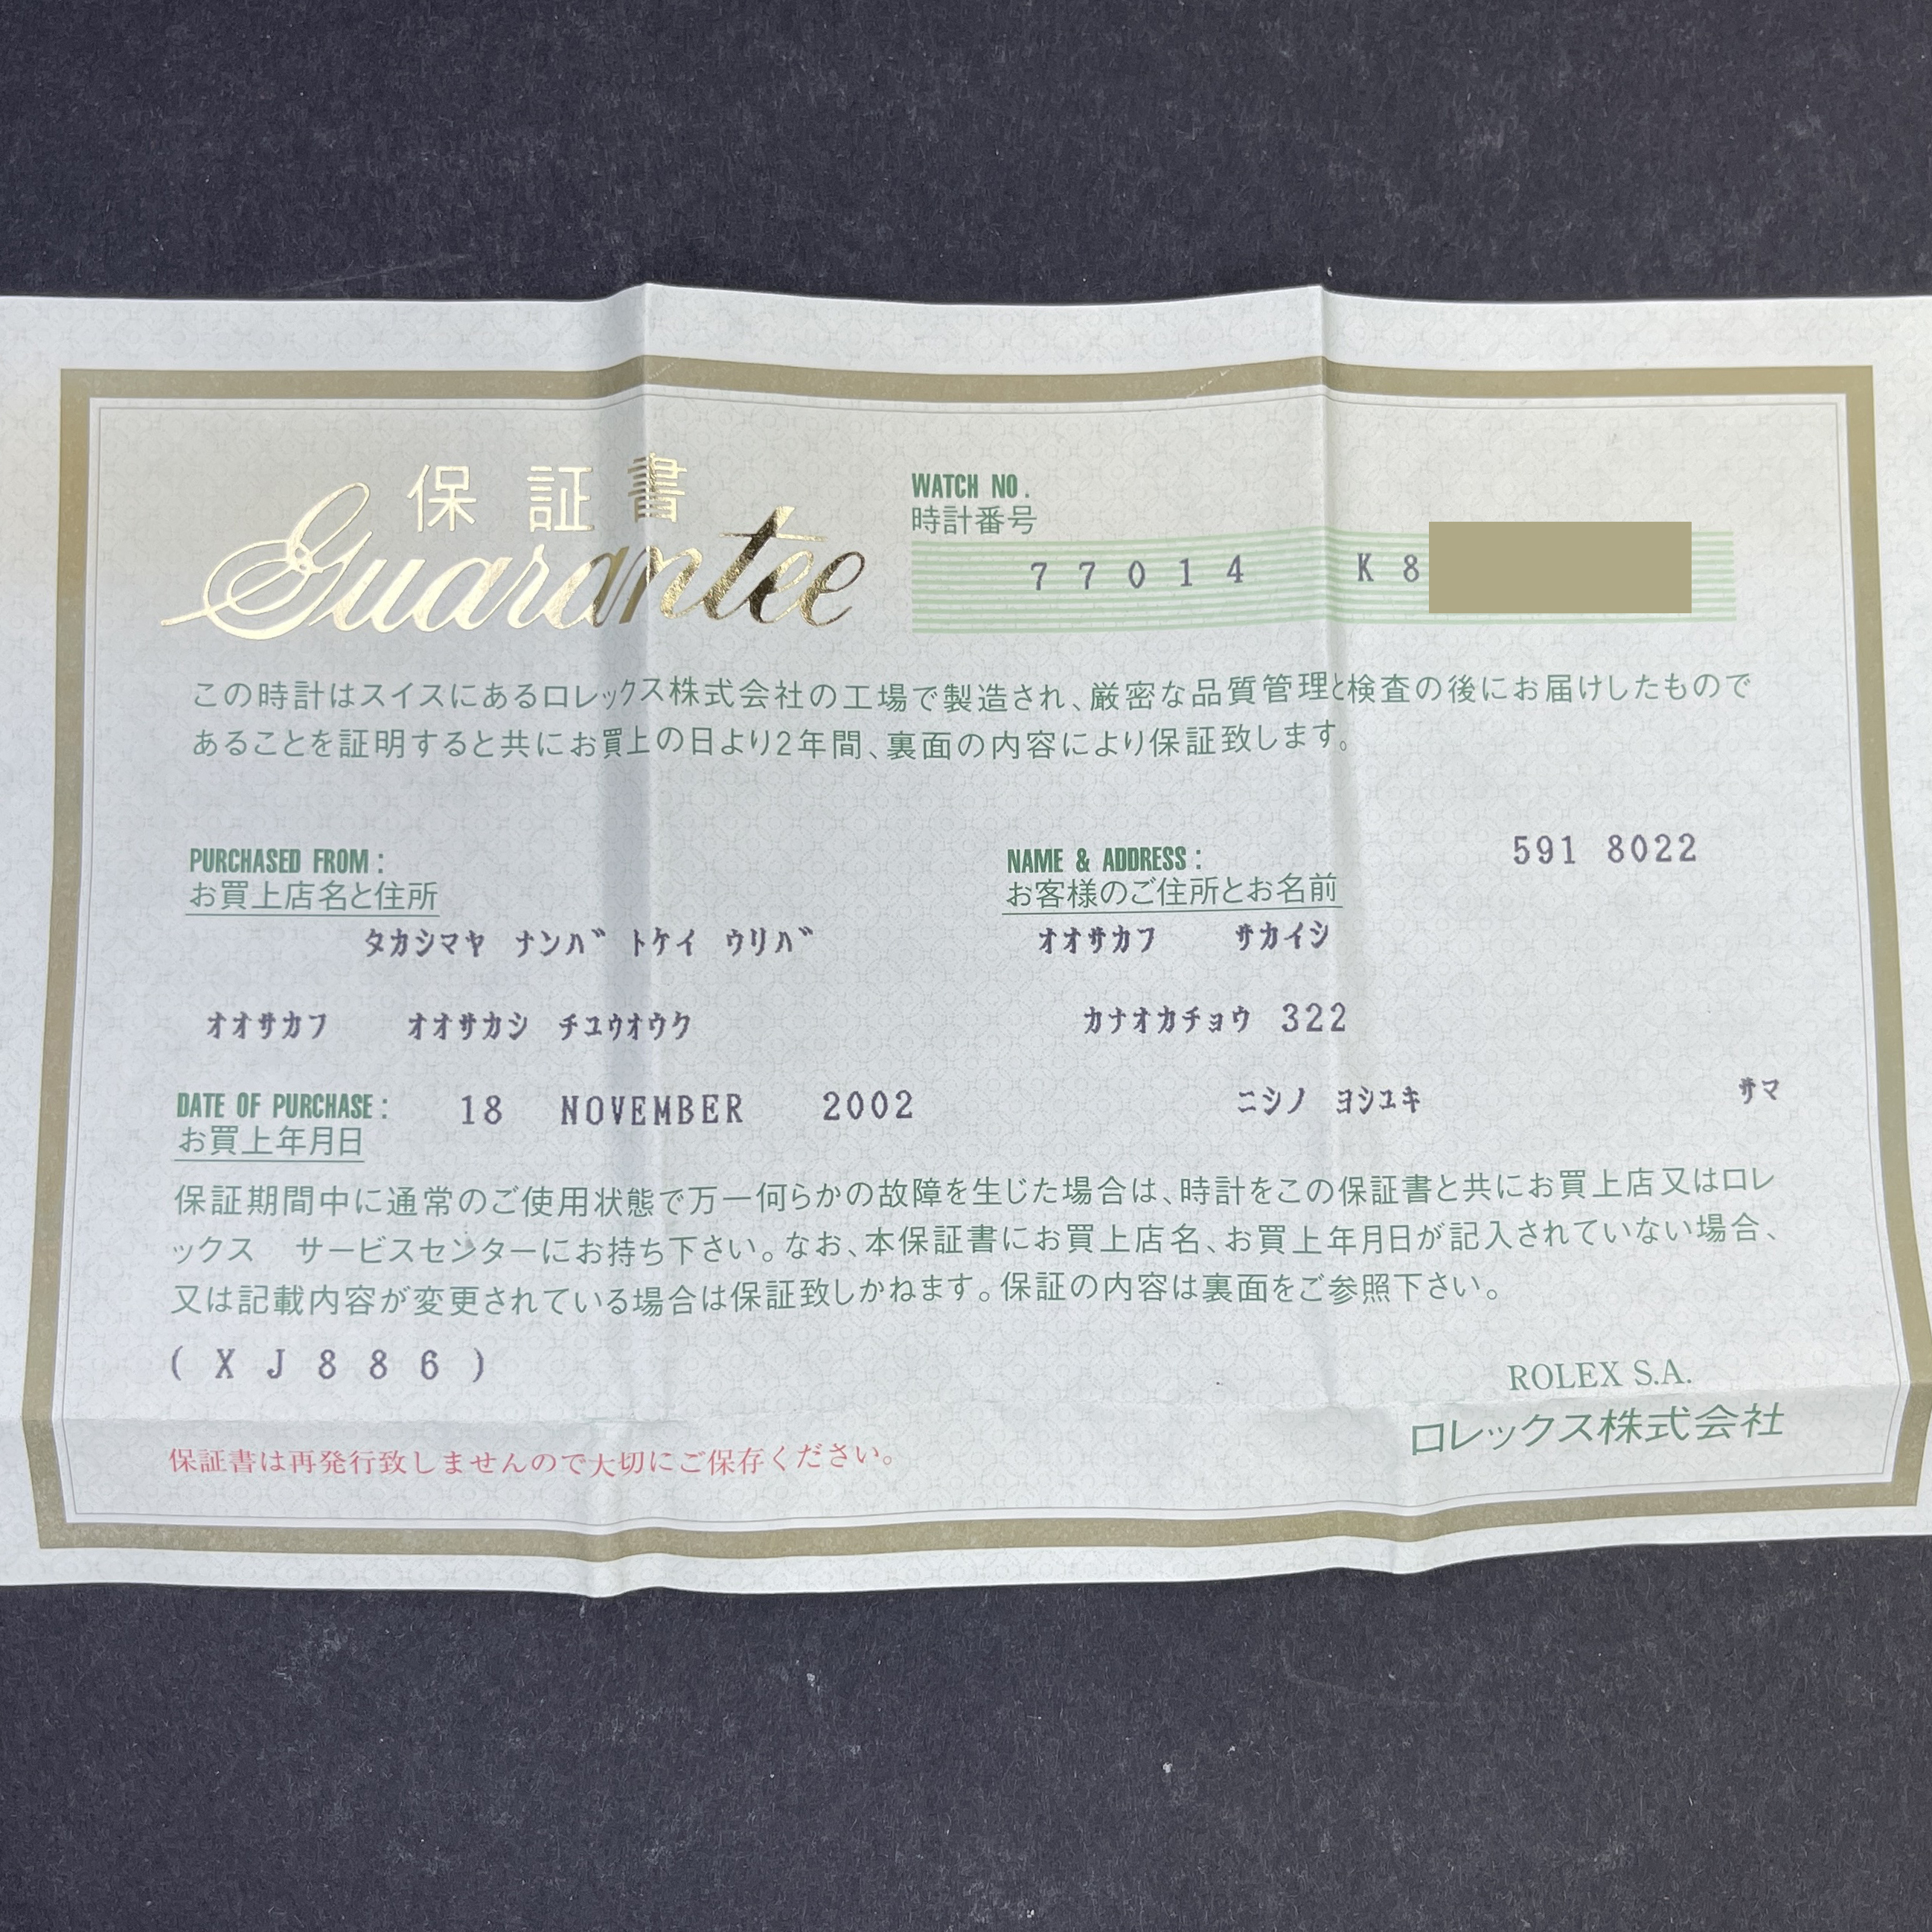 保証書
Guarantee
WATCH NO.
時計番号
77014 K8
この時計はスイスにあるロレックス株式会社の工場で製造され、厳密な品質管理と検査の後にお届けしたもので
あることを証明すると共にお買上の日より2年間、裏面の内容により保証致します。
PURCHASED FROM:
お買上店名と住所
タカシマヤ ナンバ トケイ ウリバ
オオサカフ オオサカシ チユウオウク
NAME & ADDRESS: 591 8022
お客様のご住所とお名前
オオサカフ サカイシ
カナオカチョウ 322
ニシノ ヨシユキ サマ
DATE OF PURCHASE: 18 NOVEMBER 2002
お買上年月日
保証期間中に通常のご使用状態で万一何らかの故障を生じた場合は、時計をこの保証書と共にお買上店又はロレ
ックス サービスセンターにお持ち下さい。なお、本保証書にお買上店名、お買上年月日が記入されていない場合、
又は記載内容が変更されている場合は保証致しかねます。保証の内容は裏面をご参照下さい。
(XJ886)
ROLEX S.A.
ロレックス株式会社
保証書は再発行致しませんので大切にご保存ください。